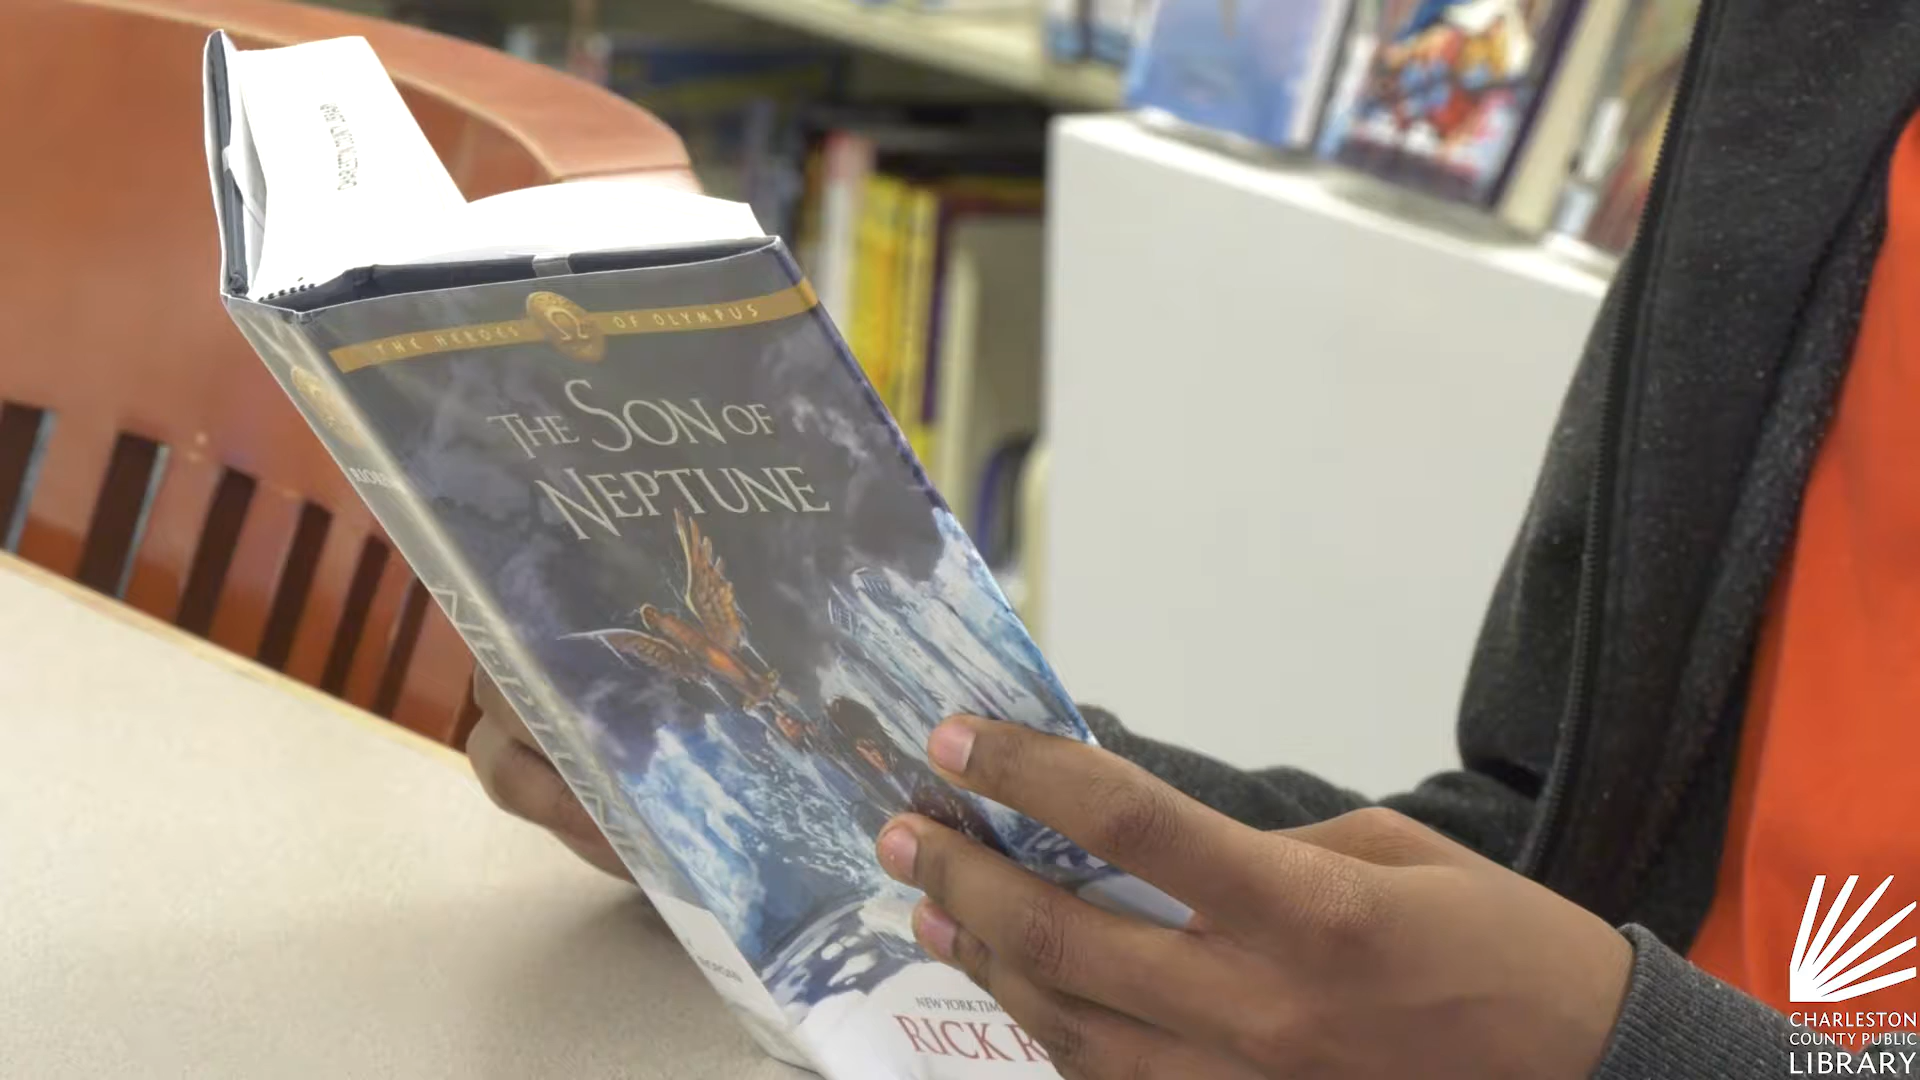 THE HEROES OF OLYMPUS
THE SON OF
NEPTUNE
NEPTUNE
NEW YORK TIM
RICK R
CHARLESTON
COUNTY PUBLIC
LIBRARY